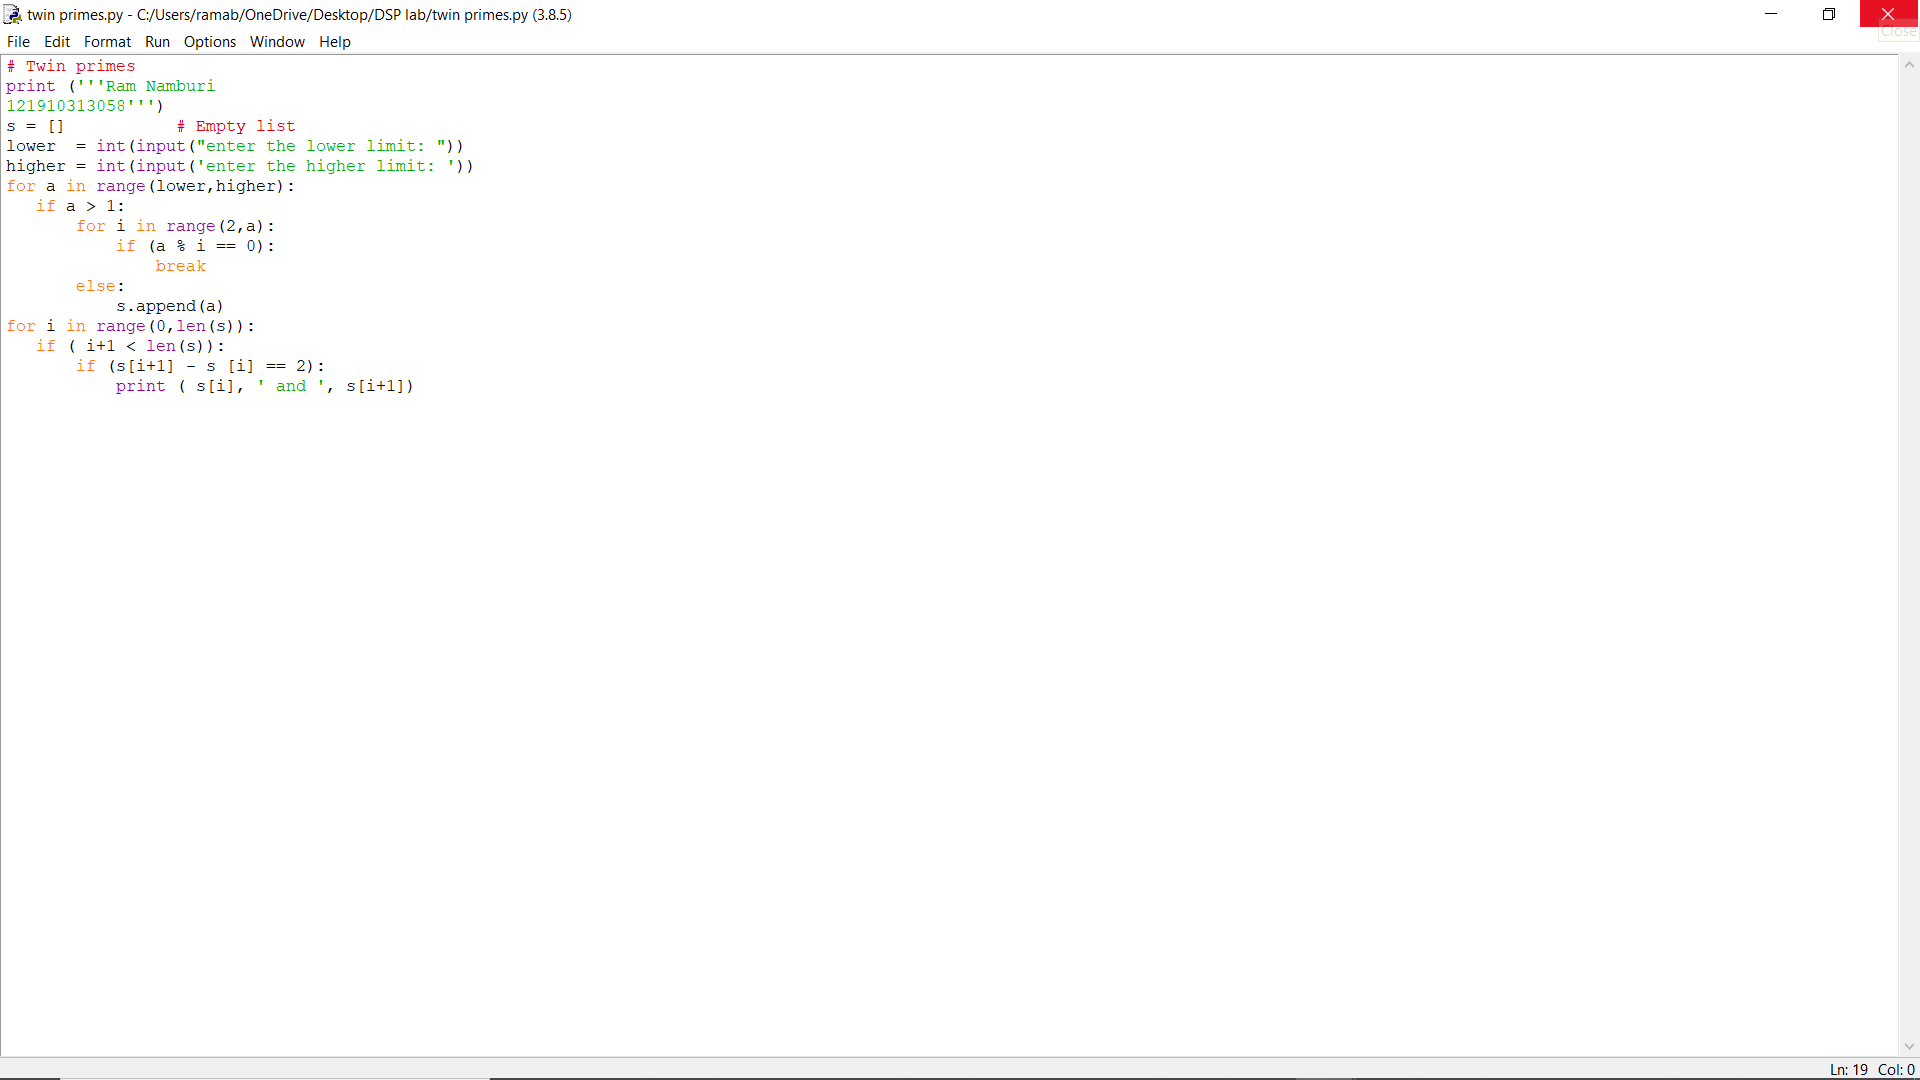 twin primes.py - C:/Users/ramab/OneDrive/Desktop/DSP lab/twin primes.py (3.8.5)
Close
File Edit Format Run Options Window Help
# Twin primes
print ('''Ram Namburi
121910313058''')
s = []           # Empty list
lower  = int(input("enter the lower limit: "))
higher = int(input('enter the higher limit: '))
for a in range(lower,higher):
   if a > 1:
       for i in range(2,a):
           if (a % i == 0):
               break
       else:
           s.append(a)
for i in range(0,len(s)):
   if ( i+1 < len(s)):
       if (s[i+1] - s [i] == 2):
           print ( s[i], ' and ', s[i+1])
Ln: 19 Col: 0